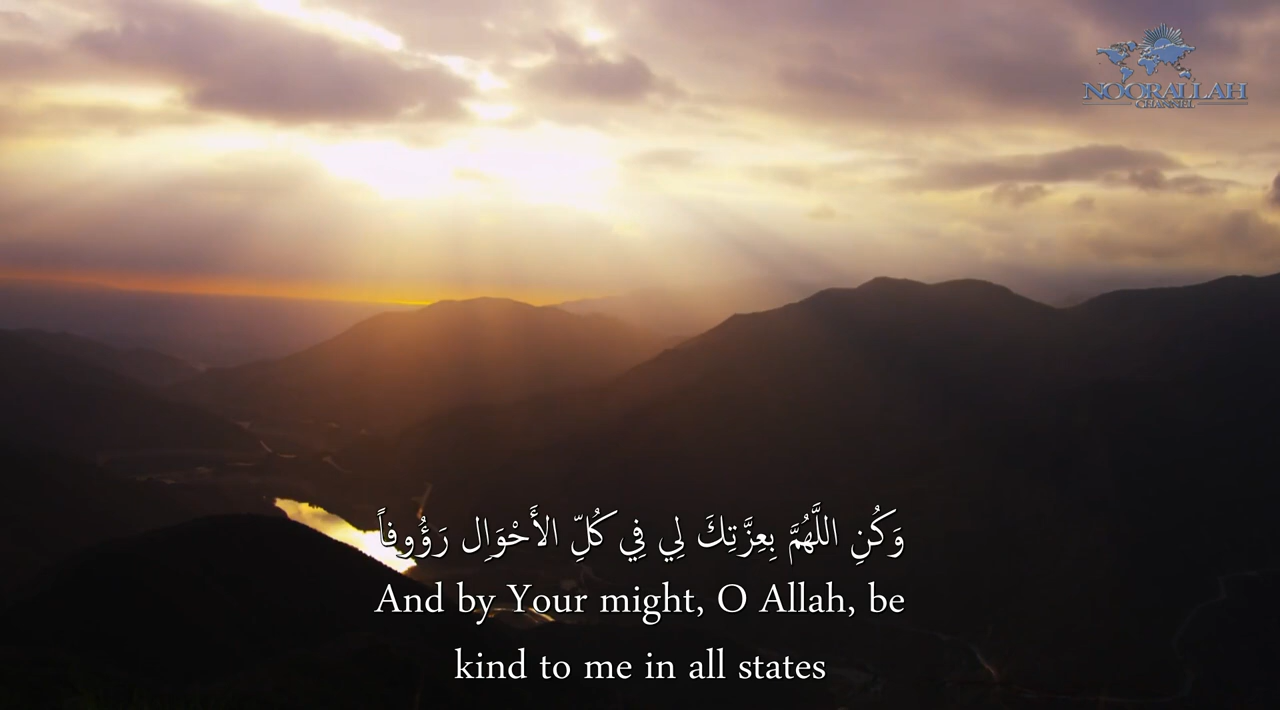 NOORALLAH
CHANNEL
وَكُنِ اللَّهُمَّ بِعِزَّتِكَ لِي فِي كُلِّ الأَحْوَالِ رَؤُوفاً
And by Your might, O Allah, be
kind to me in all states